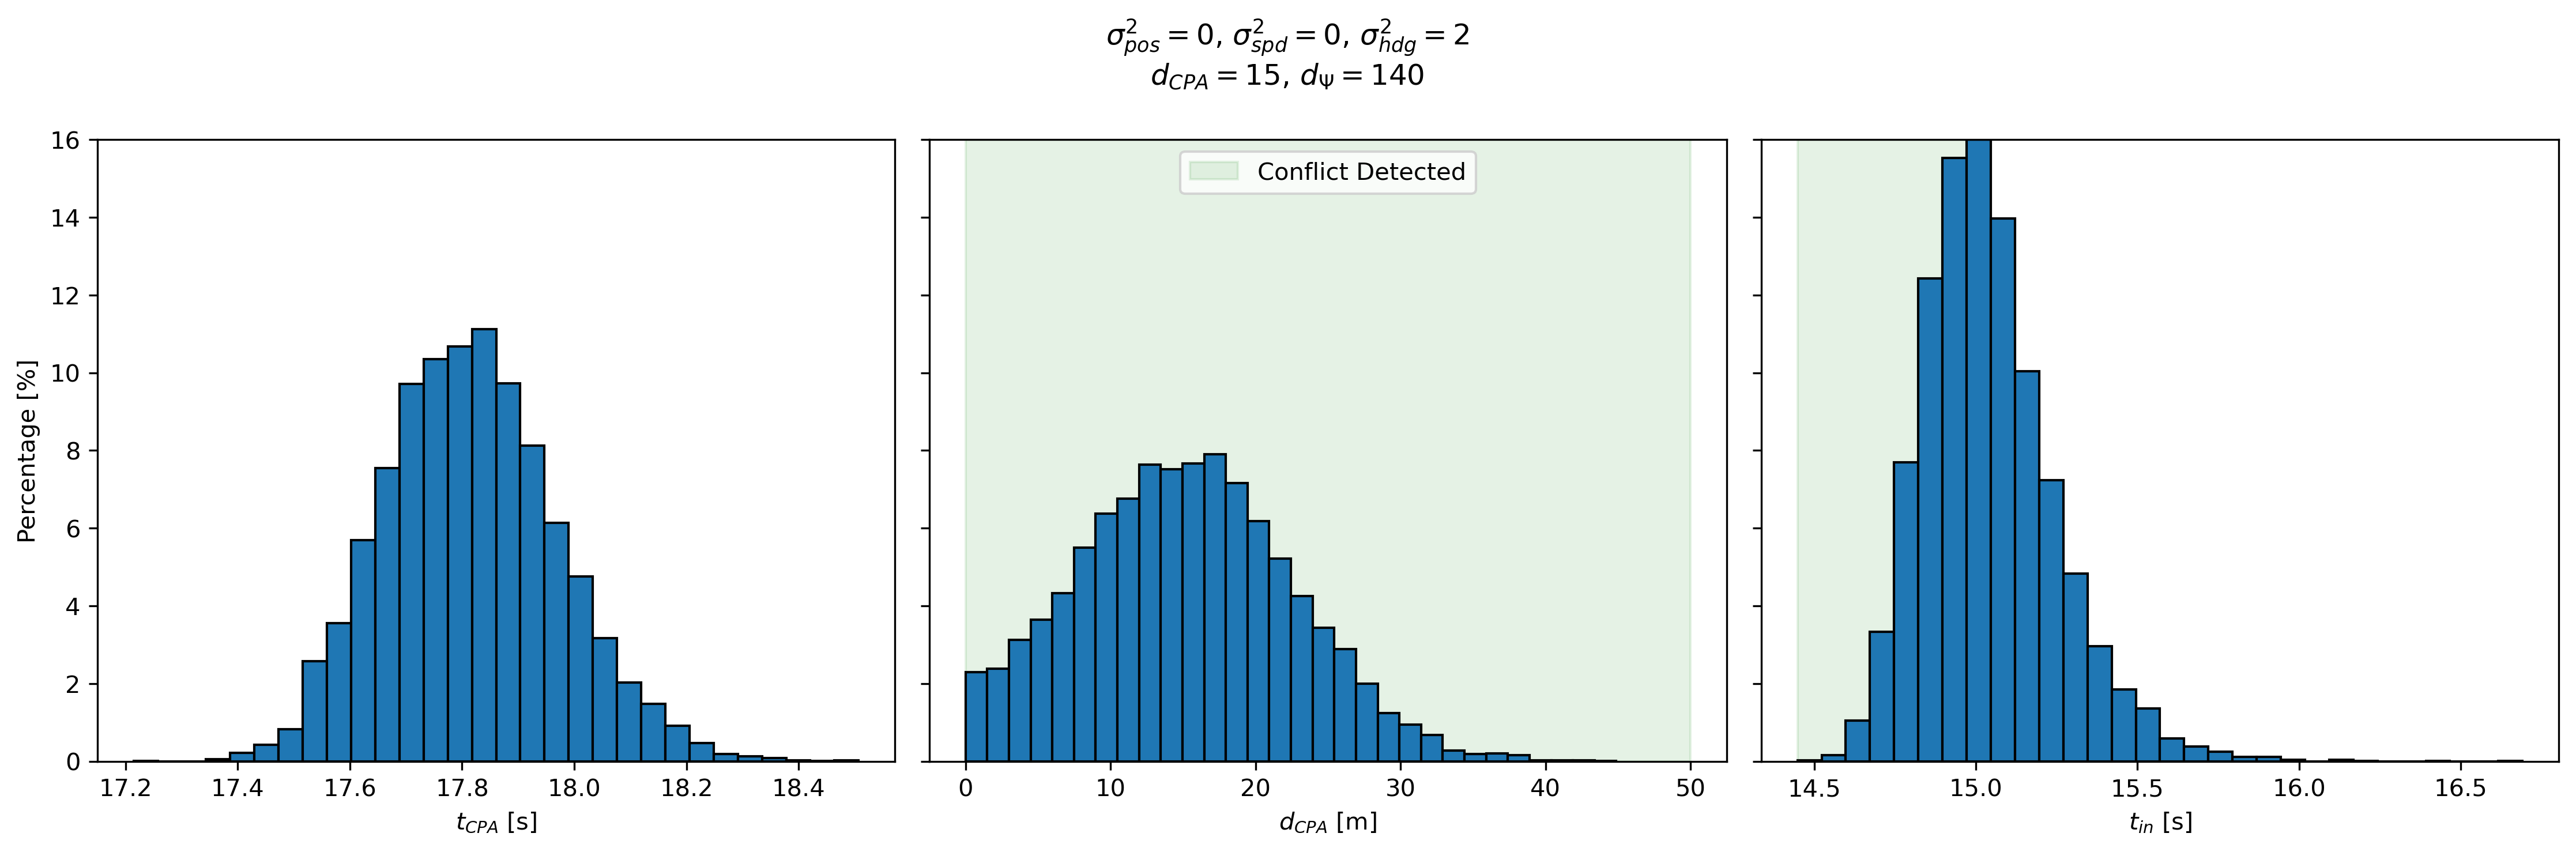 σ²pos = 0, σ²spd = 0, σ²hdg = 2
dCPA = 15, dΨ = 140
Percentage [%]
16
14
12
10
8
6
4
2
0
17.2 17.4 17.6 17.8 18.0 18.2 18.4
tCPA [s]
Conflict Detected
0 10 20 30 40 50
dCPA [m]
14.5 15.0 15.5 16.0 16.5
tin [s]